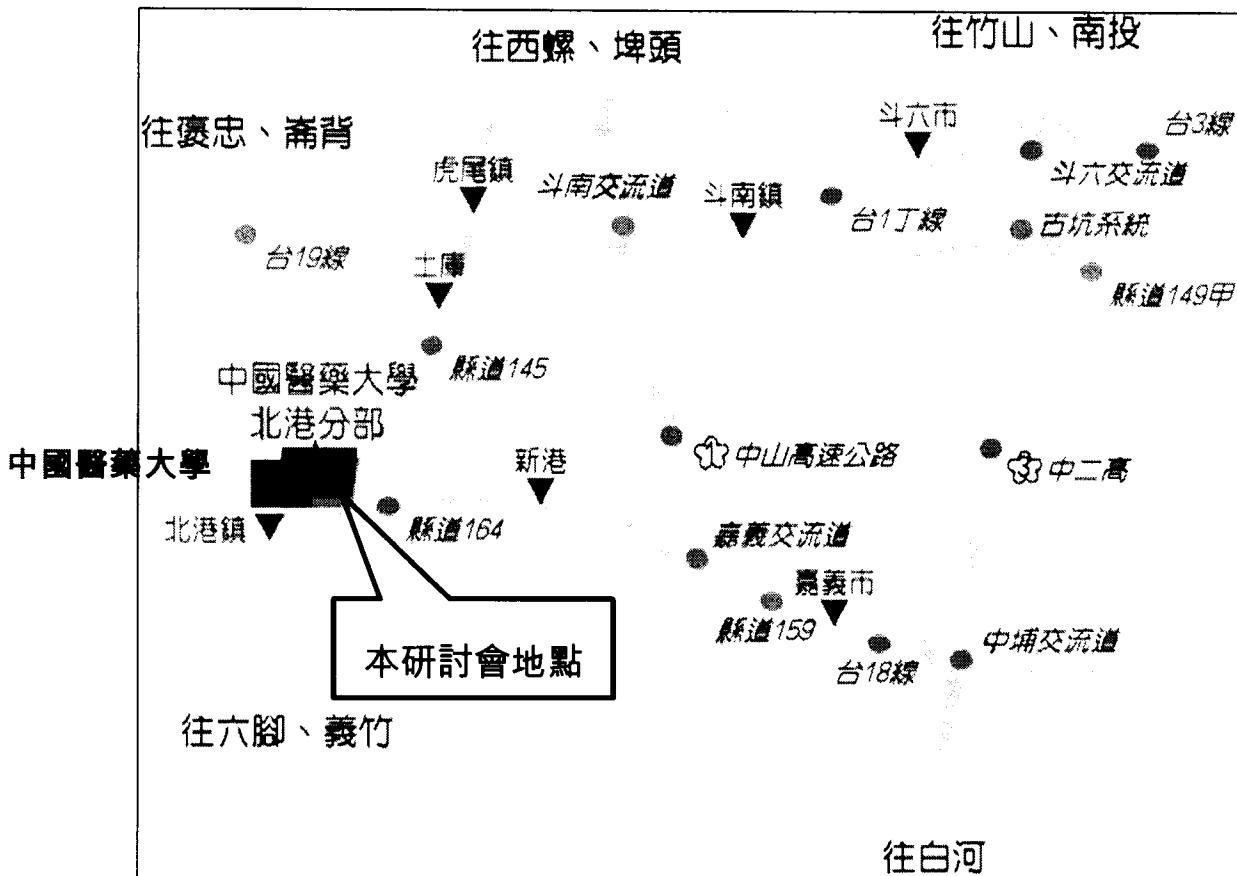 往西螺、埤頭
往竹山、南投
往褒忠、崙背
斗六市
台3線
虎尾鎮
斗南交流道
斗南鎮
斗六交流道
台19線
台1丁線
古坑系統
土庫
縣道149甲
縣道145
中國醫藥大學
北港分部
中國醫藥大學
新港
1 中山高速公路
3 中二高
北港鎮
縣道164
嘉義交流道
嘉義市
縣道159
本研討會地點
台18線
中埔交流道
往六腳、義竹
往白河